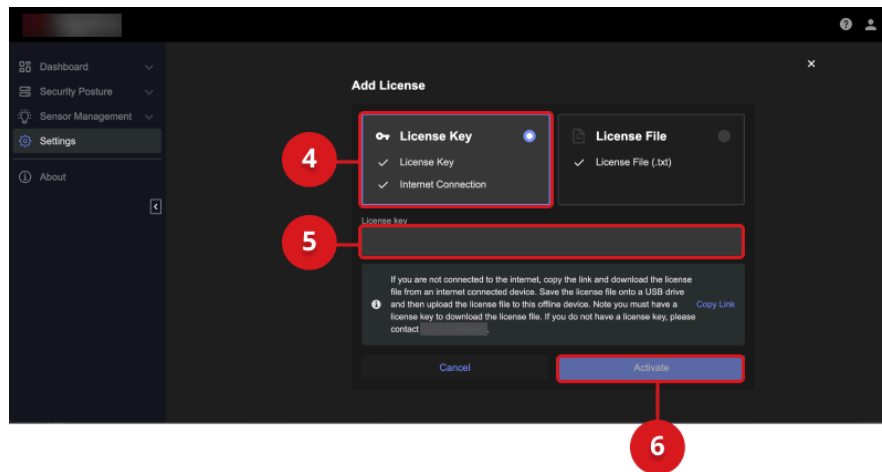 Dashboard
Security Posture
Sensor Management
Settings
About
Add License
License Key
License Key
Internet Connection
License File
License File (.txt)
4
License key
5
If you are not connected to the internet, copy the link and download the license
file from an internet connected device. Save the license file onto a USB drive
and then upload the license file to this offline device. Note you must have a
license key to download the license file. If you do not have a license key, please
contact .
Copy Link
Cancel
Activate
6